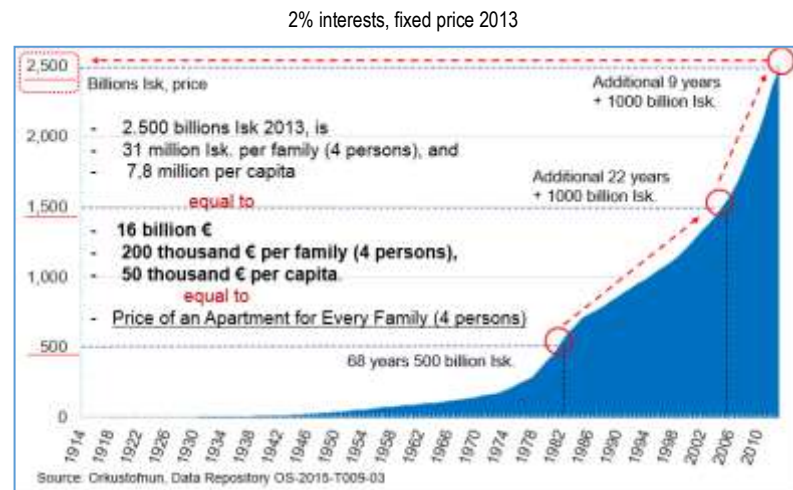 2% interests, fixed price 2013
2,500
Billions Isk, price
Additional 9 years
+ 1000 billion Isk.
- 2.500 billions Isk 2013, is
- 31 million Isk. per family (4 persons), and
- 7,8 million per capita
2,000
Additional 22 years
+ 1000 billion Isk.
equal to
1,500
- 16 billion €
- 200 thousand € per family (4 persons),
- 50 thousand € per capita.
1,000
equal to
- Price of an Apartment for Every Family (4 persons)
500
68 years 500 billion Isk.
0
1914 1918 1922 1926 1930 1934 1938 1942 1946 1950 1954 1958 1962 1966 1970 1974 1978 1982 1986 1990 1994 1998 2002 2006 2010
Source: Orkustofnun, Data Repository OS-2015-T009-03